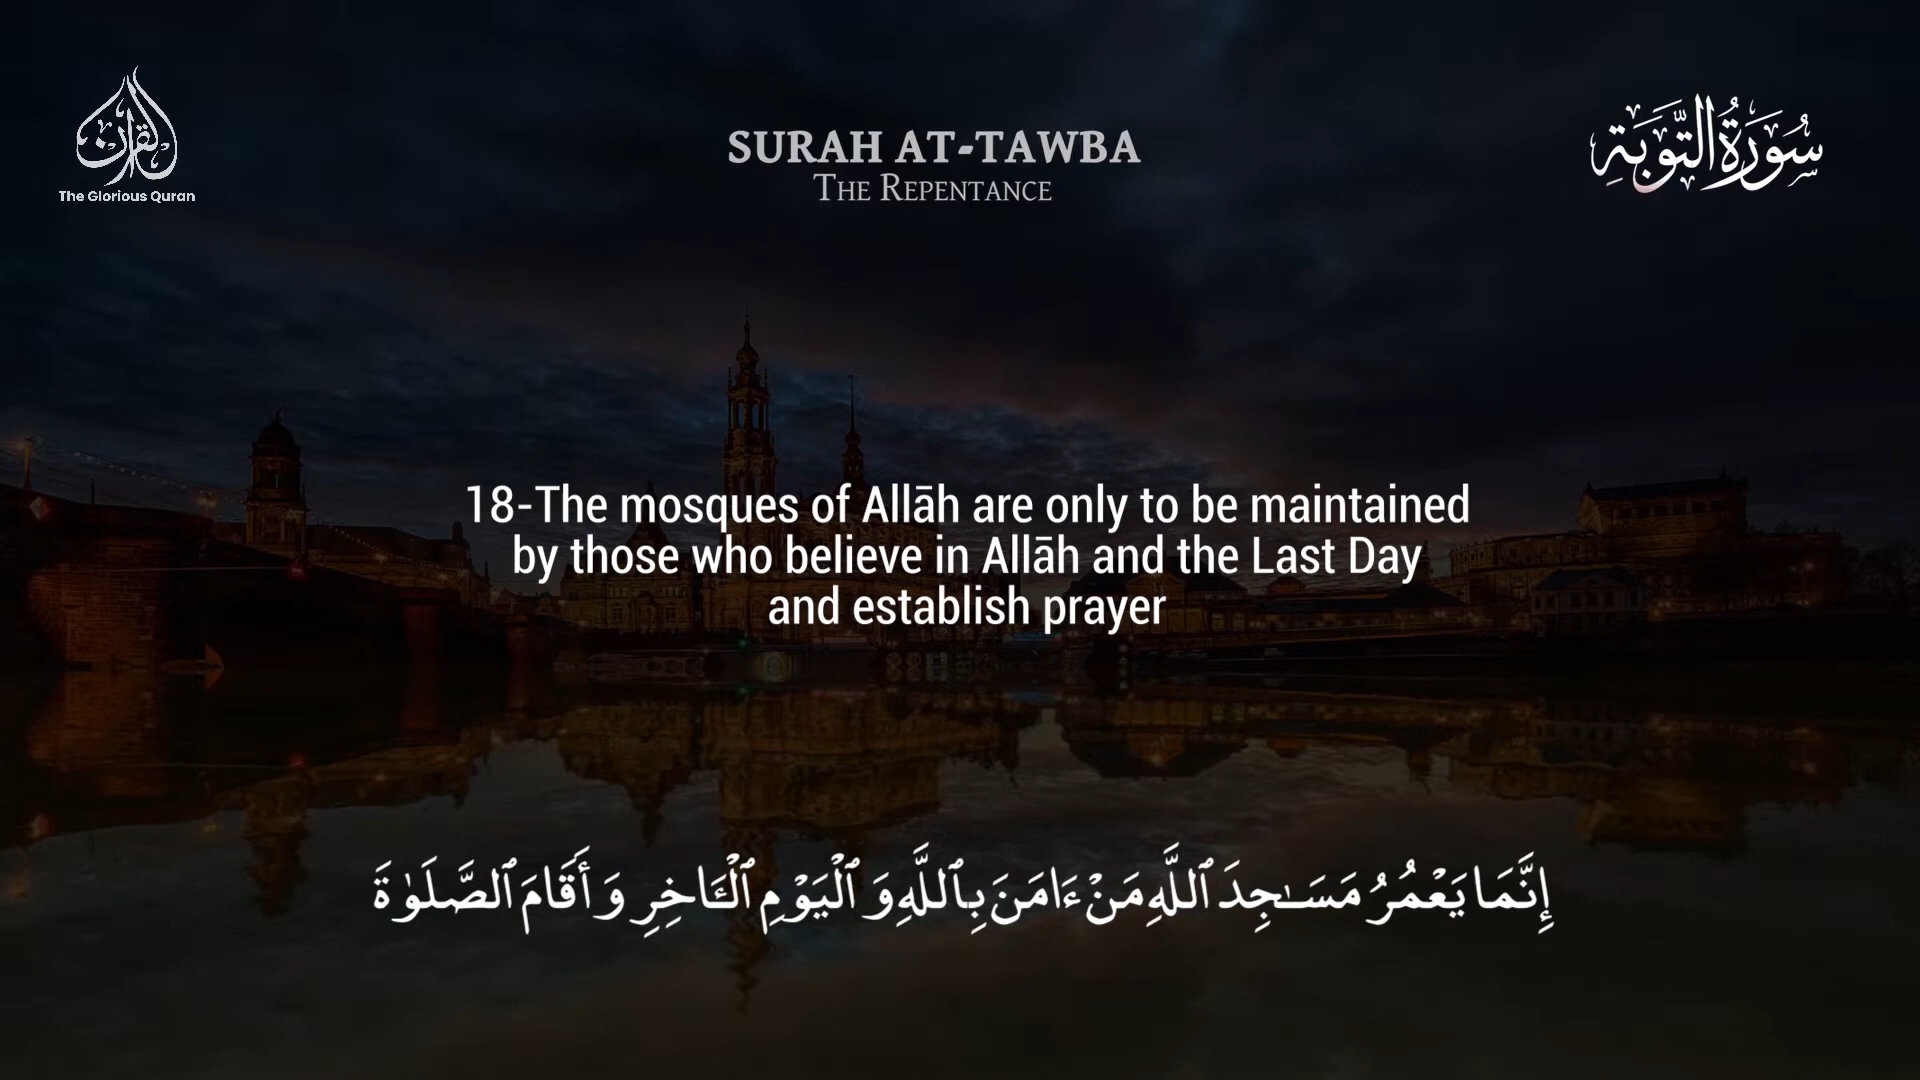 القرآن
The Glorious Quran
SURAH AT-TAWBA
THE REPENTANCE
سُورَةُ التَّوْبَةِ
18-The mosques of Allāh are only to be maintained
by those who believe in Allāh and the Last Day
and establish prayer
إِنَّمَا يَعْمُرُ مَسَـٰجِدَ ٱللَّهِ مَنْ ءَامَنَ بِٱللَّهِ وَ ٱلْيَوْمِ ٱلْـَٔاخِرِ وَ أَقَامَ ٱلصَّلَوٰةَ